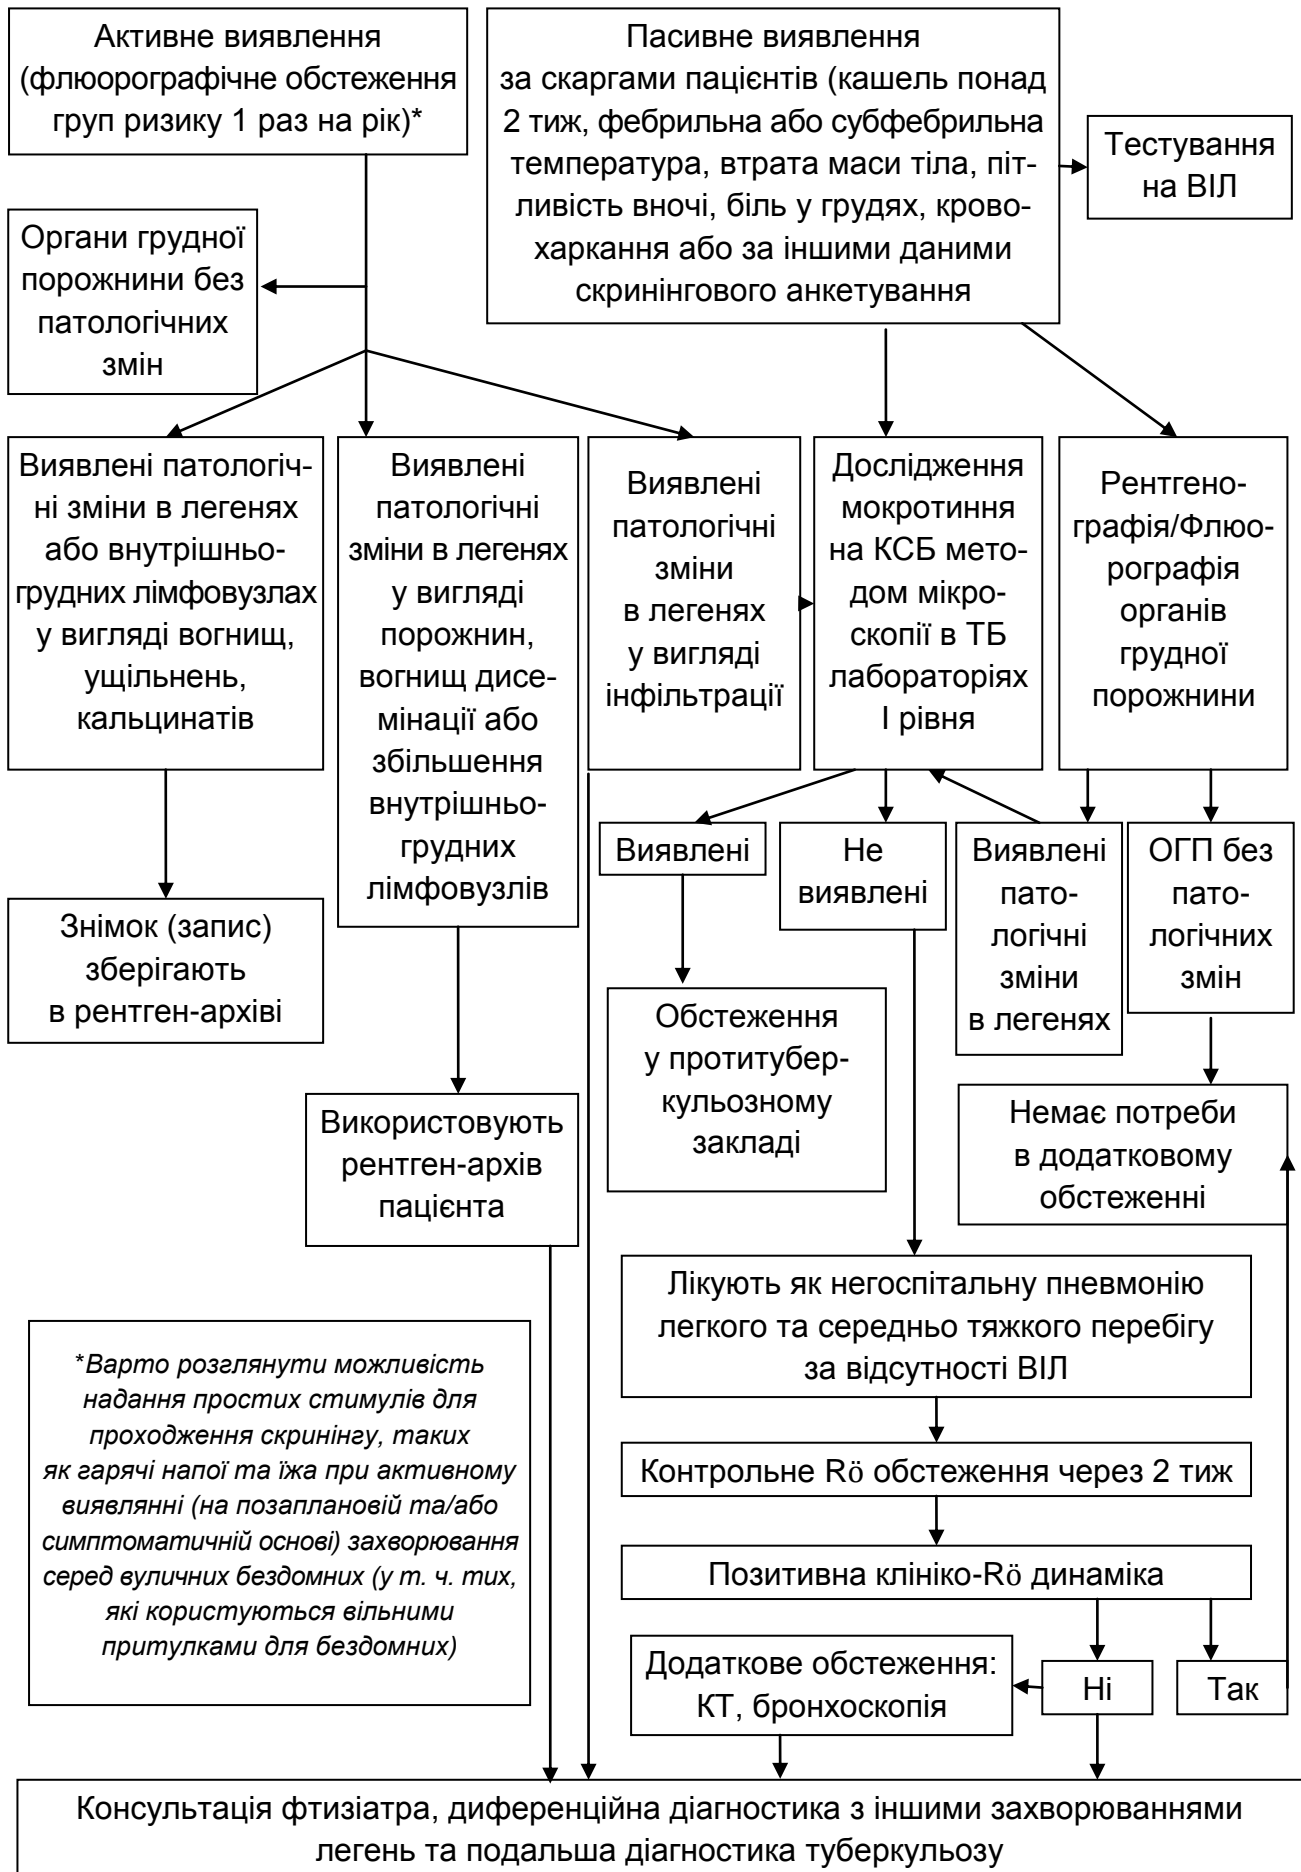 Активне виявлення
(флюорографічне обстеження
груп ризику 1 раз на рік)*
Пасивне виявлення
за скаргами пацієнтів (кашель понад
2 тиж, фебрильна або субфебрильна
температура, втрата маси тіла, піт-
ливість вночі, біль у грудях, крово-
харкання або за іншими даними
скринінгового анкетування
Тестування
на ВІЛ
Органи грудної
порожнини без
патологічних
змін
Виявлені патологіч-
ні зміни в легенях
або внутрішньо-
грудних лімфовузлах
у вигляді вогнищ,
ущільнень,
кальцинатів
Виявлені
патологічні
зміни в легенях
у вигляді
порожнин,
вогнищ дисе-
мінації або
збільшення
внутрішньо-
грудних
лімфовузлів
Виявлені
патологічні
зміни
в легенях
у вигляді
інфільтрації
Дослідження
мокротиння
на КСБ мето-
дом мікро-
скопії в ТБ
лабораторіях
І рівня
Рентгено-
графія/Флюо-
рографія
органів
грудної
порожнини
Виявлені
Не
виявлені
Виявлені
пато-
логічні
зміни
в легенях
ОГП без
пато-
логічних
змін
Знімок (запис)
зберігають
в рентген-архіві
Обстеження
у протитубер-
кульозному
закладі
Використовують
рентген-архів
пацієнта
Немає потреби
в додатковому
обстеженні
Лікують як негоспітальну пневмонію
легкого та середньо тяжкого перебігу
за відсутності ВІЛ
*Варто розглянути можливість
надання простих стимулів для
проходження скринінгу, таких
як гарячі напої та їжа при активному
виявлянні (на позаплановій та/або
симптоматичній основі) захворювання
серед вуличних бездомних (у т. ч. тих,
які користуються вільними
притулками для бездомних)
Контрольне Rö обстеження через 2 тиж
Позитивна клініко-Rö динаміка
Додаткове обстеження:
КТ, бронхоскопія
Ні
Так
Консультація фтизіатра, диференційна діагностика з іншими захворюваннями
легень та подальша діагностика туберкульозу